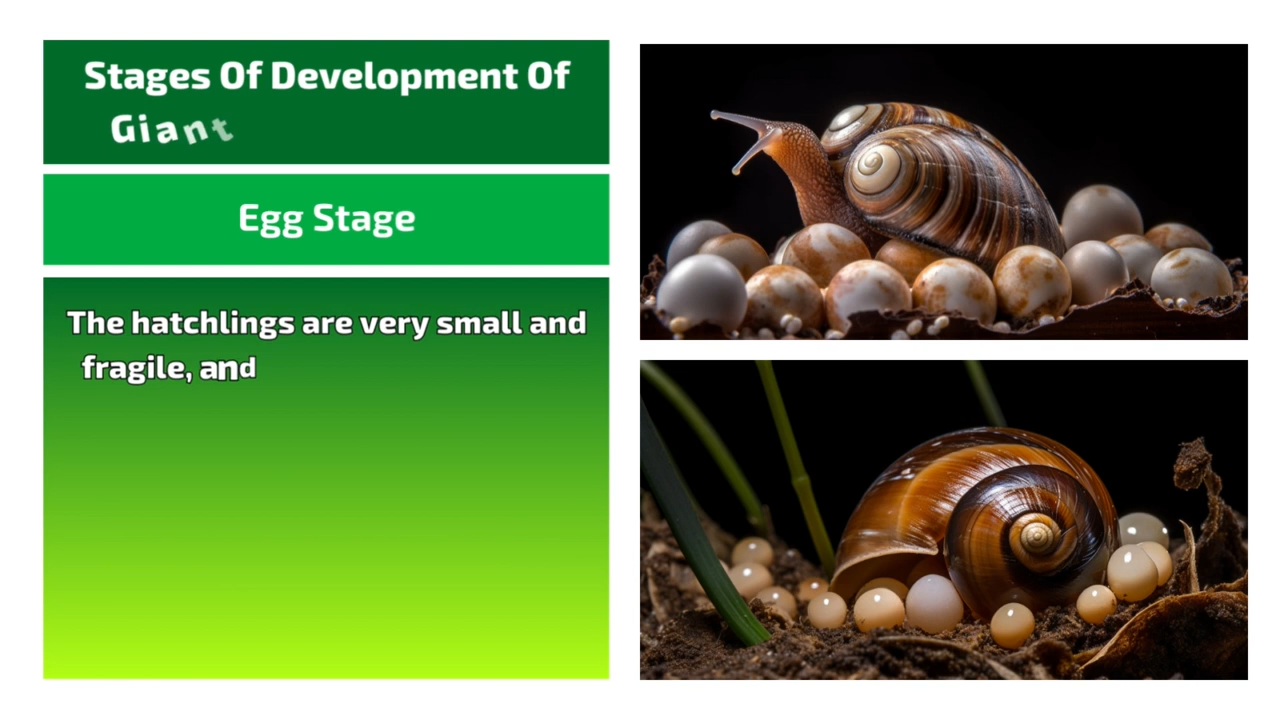 Stages Of Development Of
Giant
Egg Stage
The hatchlings are very small and
fragile, and